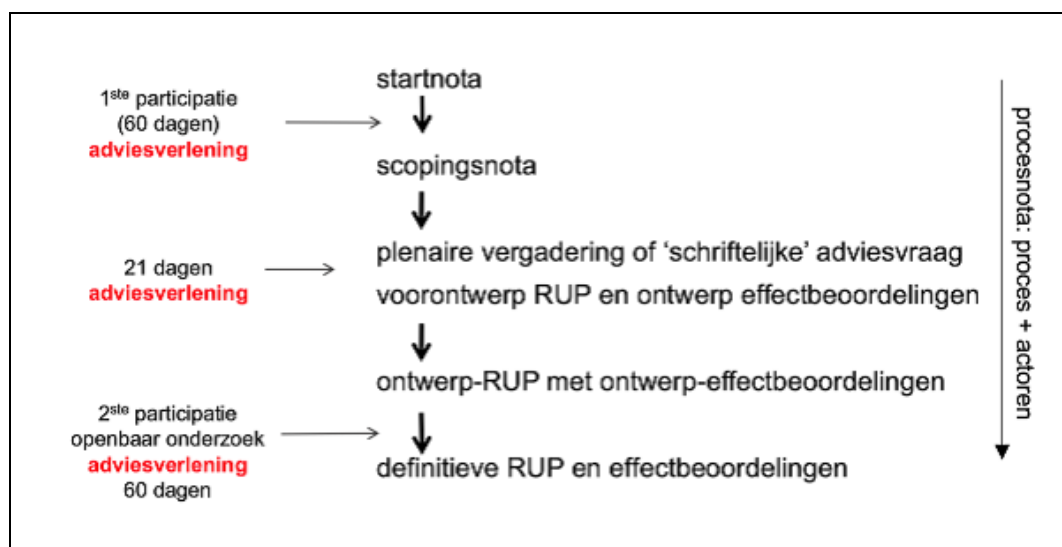 startnota
1ste participatie
(60 dagen)
adviesverlening
scopingsnota
21 dagen
adviesverlening
plenaire vergadering of ‘schriftelijke’ adviesvraag
voorontwerp RUP en ontwerp effectbeoordelingen
ontwerp-RUP met ontwerp-effectbeoordelingen
2ste participatie
openbaar onderzoek
adviesverlening
60 dagen
definitieve RUP en effectbeoordelingen
procesnota: proces + actoren